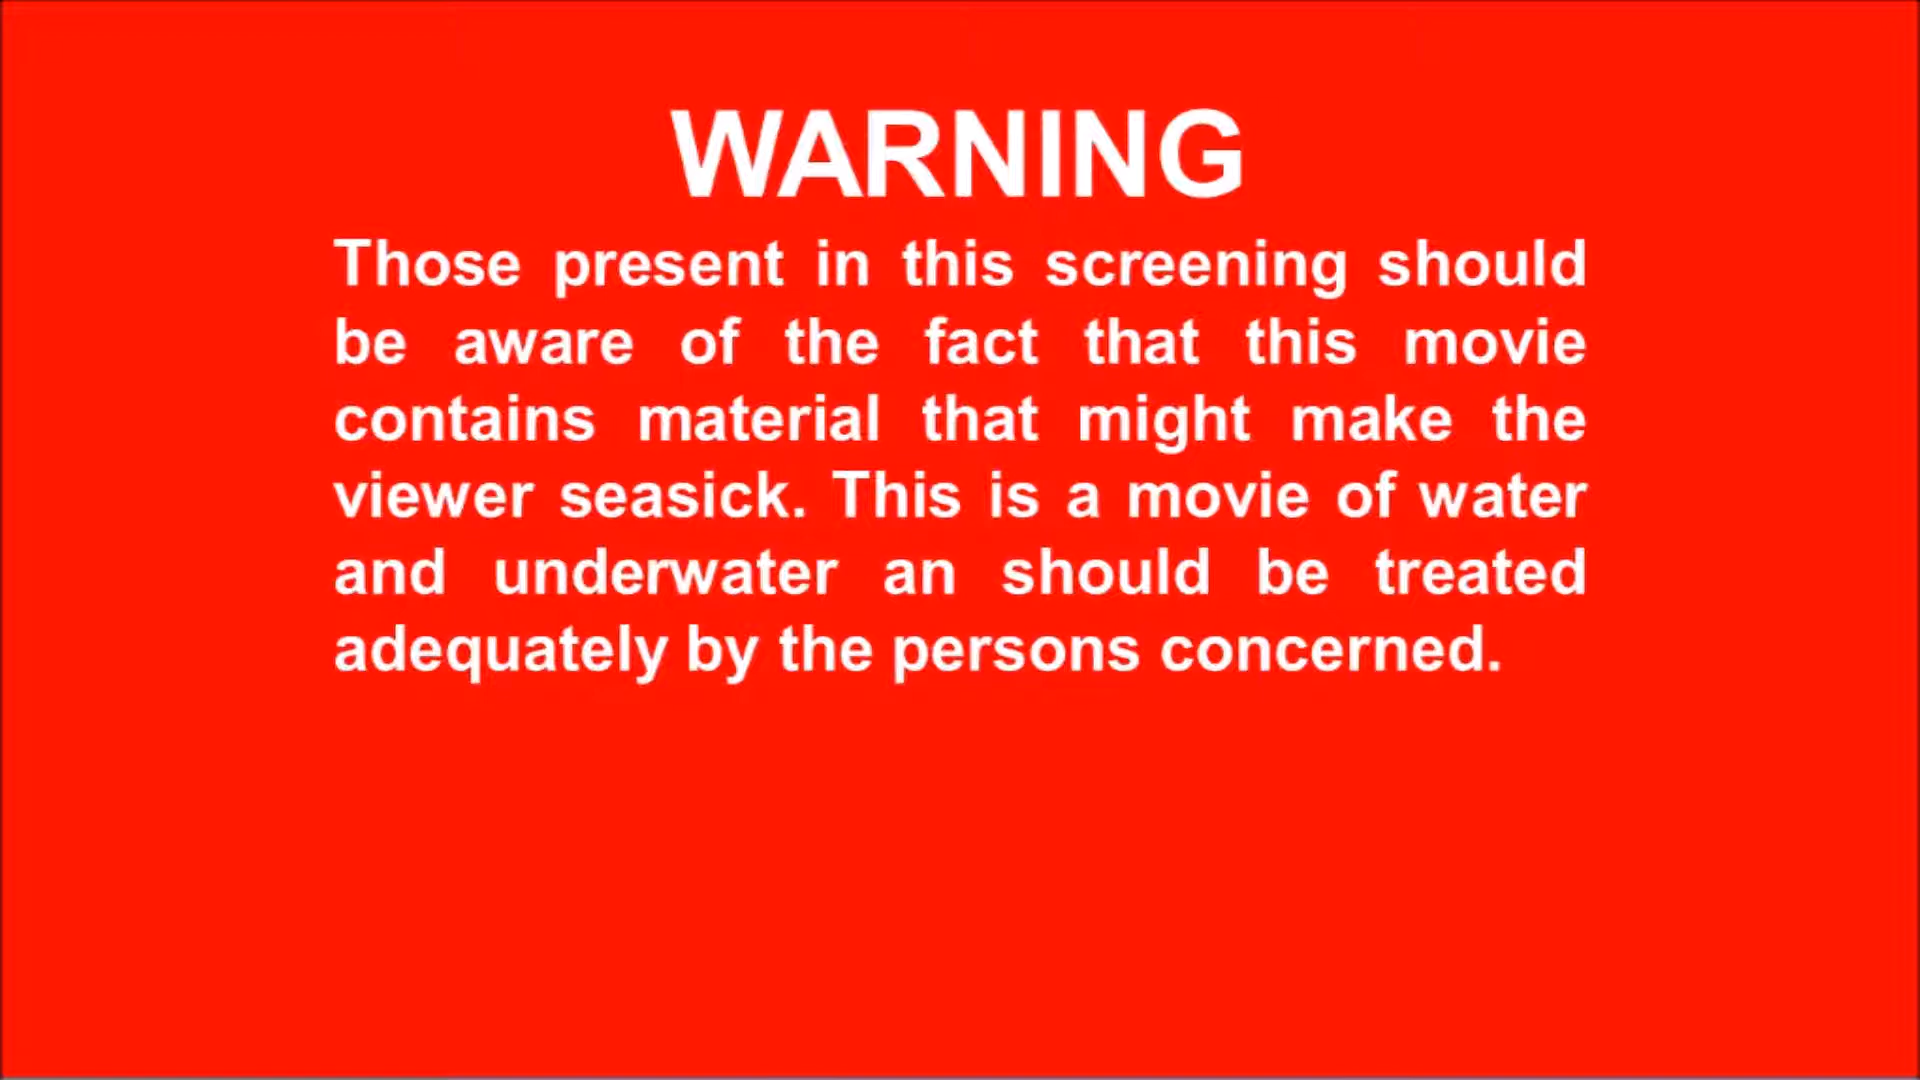 WARNING
Those present in this screening should
be aware of the fact that this movie
contains material that might make the
viewer seasick. This is a movie of water
and underwater an should be treated
adequately by the persons concerned.